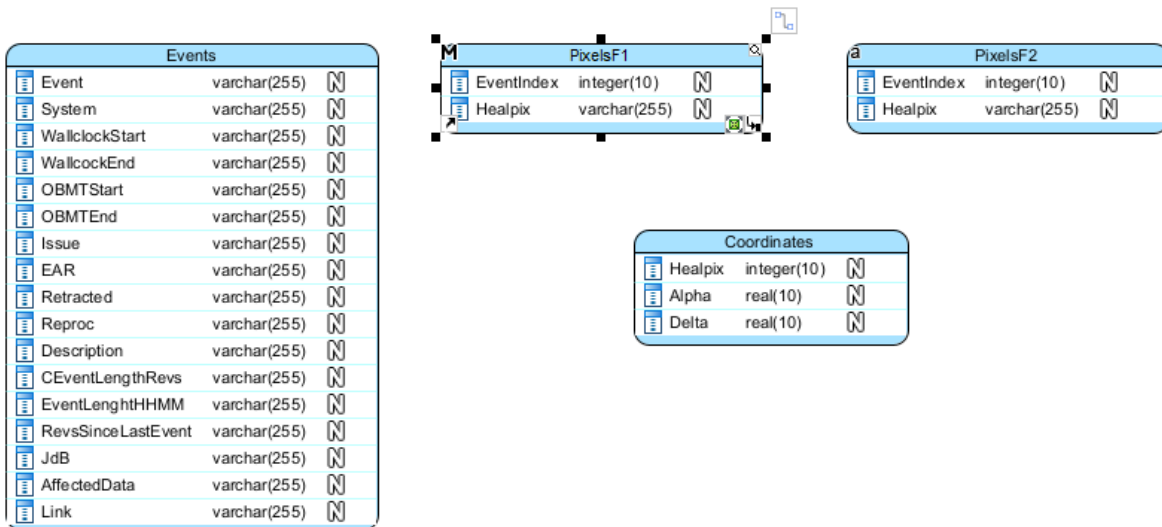 Events
Event varchar(255) N
System varchar(255) N
WallclockStart varchar(255) N
WallcockEnd varchar(255) N
OBMTStart varchar(255) N
OBMTEnd varchar(255) N
Issue varchar(255) N
EAR varchar(255) N
Retracted varchar(255) N
Reproc varchar(255) N
Description varchar(255) N
CEventLengthRevs varchar(255) N
EventLenghtHHMM varchar(255) N
RevsSinceLastEvent varchar(255) N
JdB varchar(255) N
AffectedData varchar(255) N
Link varchar(255) N
M PixelsF1
EventIndex integer(10) N
Healpix varchar(255) N
a PixelsF2
EventIndex integer(10) N
Healpix varchar(255) N
Coordinates
Healpix integer(10) N
Alpha real(10) N
Delta real(10) N